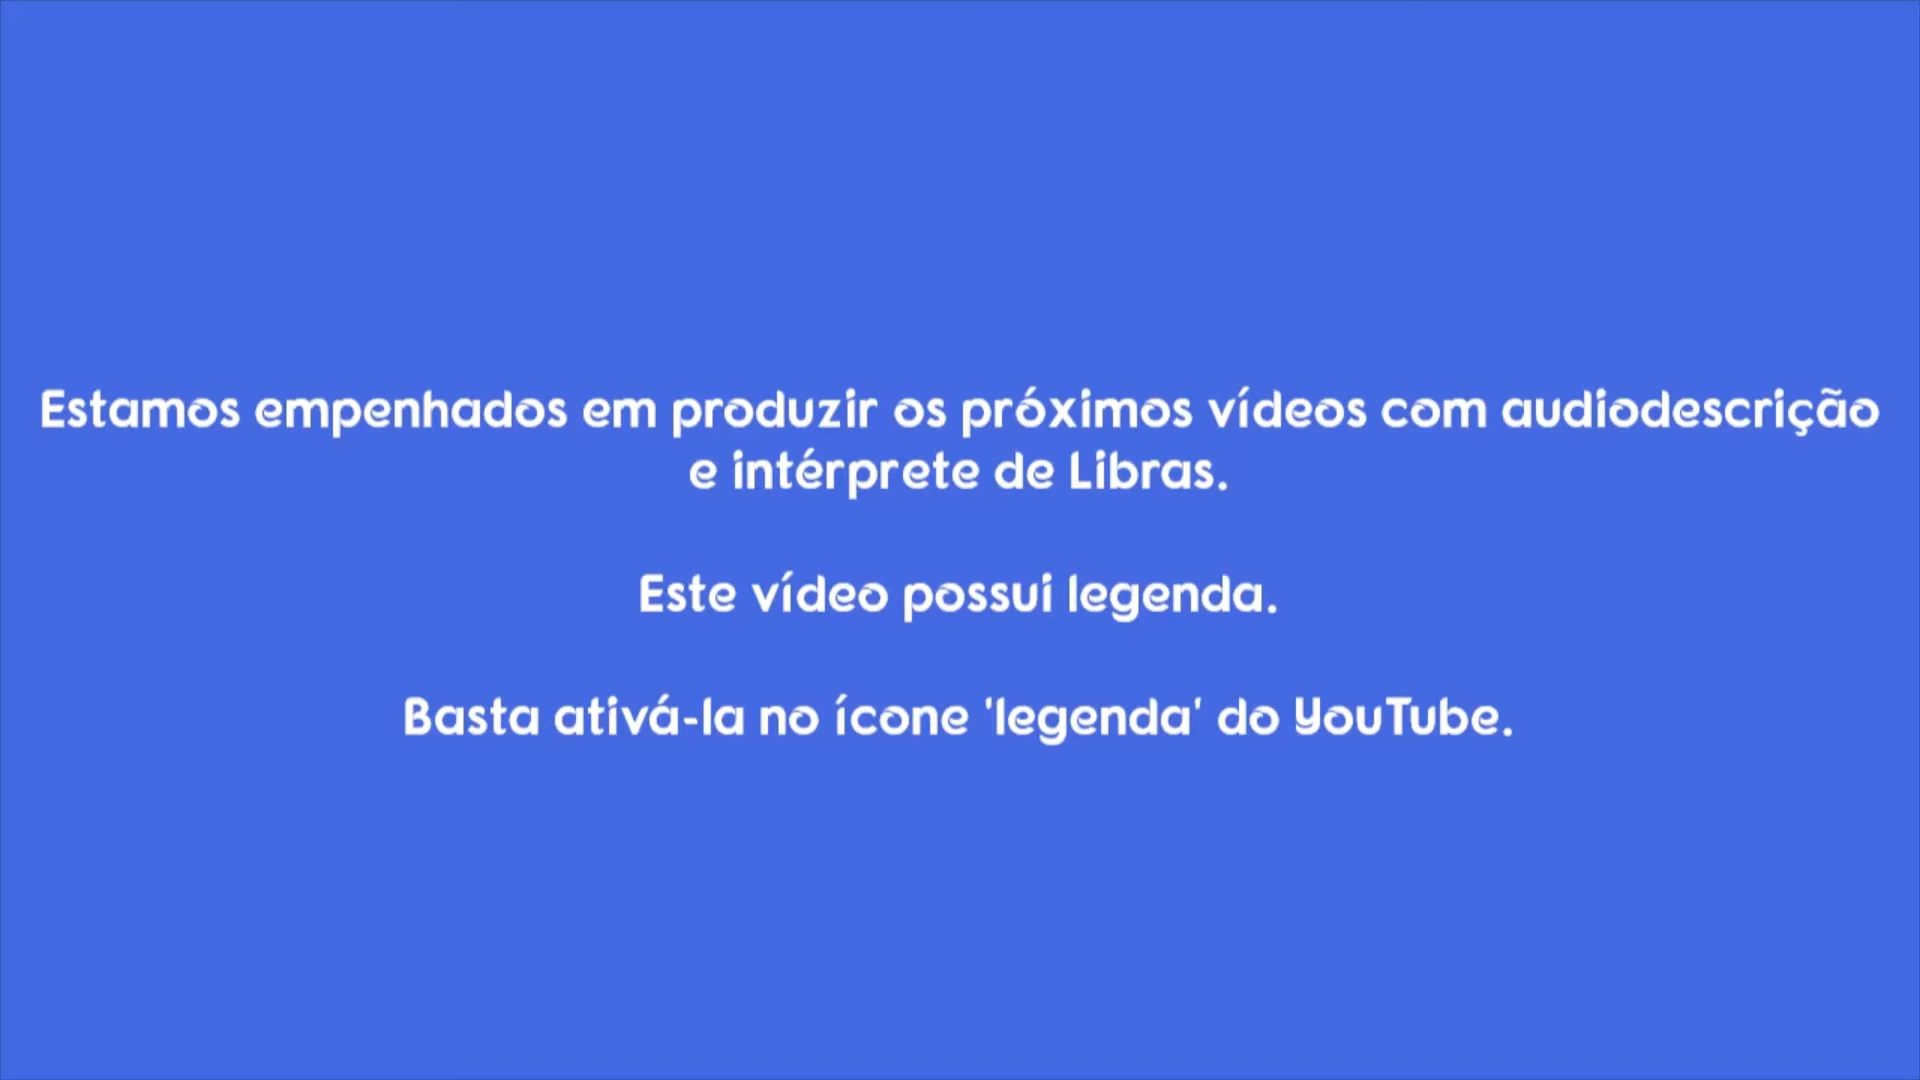 Estamos empenhados em produzir os próximos vídeos com audiodescrição
e intérprete de Libras.
Este vídeo possui legenda.
Basta ativá-la no ícone 'legenda' do YouTube.